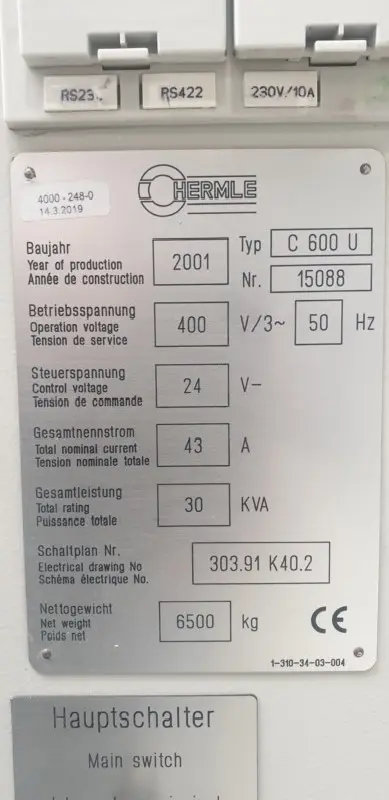 RS232
RS422
230V/10A
4000-248-0
14.3.2019
HERMLE
Baujahr
Year of production
Année de construction
2001
Typ
C 600 U
Nr.
15088
Betriebsspannung
Operation voltage
Tension de service
400
V/3~
50
Hz
Steuerspannung
Control voltage
Tension de commande
24
V-
Gesamtnennstrom
Total nominal current
Tension nominale totale
43
A
Gesamtleistung
Total rating
Puissance totale
30
KVA
Schaltplan Nr.
Electrical drawing No
Schéma électrique No.
303.91 K40.2
Nettogewicht
Net weight
Poids net
6500
kg
CE
1-310-34-03-004
Hauptschalter
Main switch